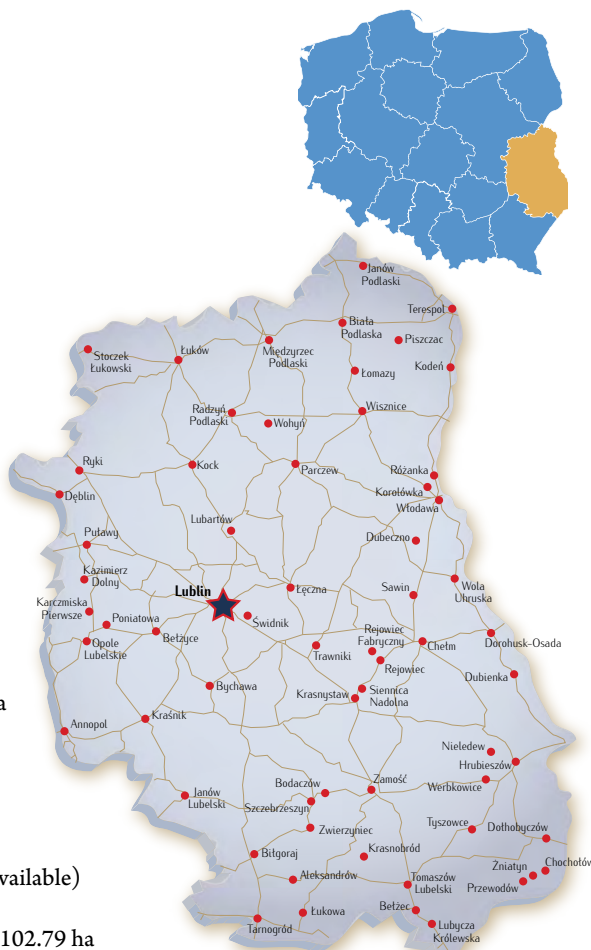 Janów
Podlaski
Terespol
Biała
Podlaska
Piszczac
Stoczek
Łukowski
Łuków
Międzyrzec
Podlaski
Łomazy
Kodeń
Radzyń
Podlaski
Wohyń
Wisznice
Ryki
Kock
Parczew
Różanka
Korolówka
Włodawa
Dęblin
Lubartów
Dubeczno
Puławy
Kazimierz
Dolny
Lublin
Łęczna
Sawin
Wola
Uhruska
Karczmiska
Pierwsze
Poniatowa
Świdnik
Rejowiec
Fabryczny
Opole
Lubelskie
Bełżyce
Trawniki
Chełm
Dorohusk-Osada
Rejowiec
Dubienka
Bychawa
Krasnystaw
Siennica
Nadolna
a
Annopol
Kraśnik
Nieledew
Hrubieszów
Janów
Lubelski
Bodaczów
Zamość
Werbkowice
Szczebrzeszyn
Zwierzyniec
Tyszowce
Dołhobyczów
Biłgoraj
Krasnobród
Żniatyn
Chochołów
vailable)
Aleksandrów
Tomaszów
Lubelski
Przewodów
Bełżec
Tarnogród
Łukowa
Lubycza
Królewska
102.79 ha